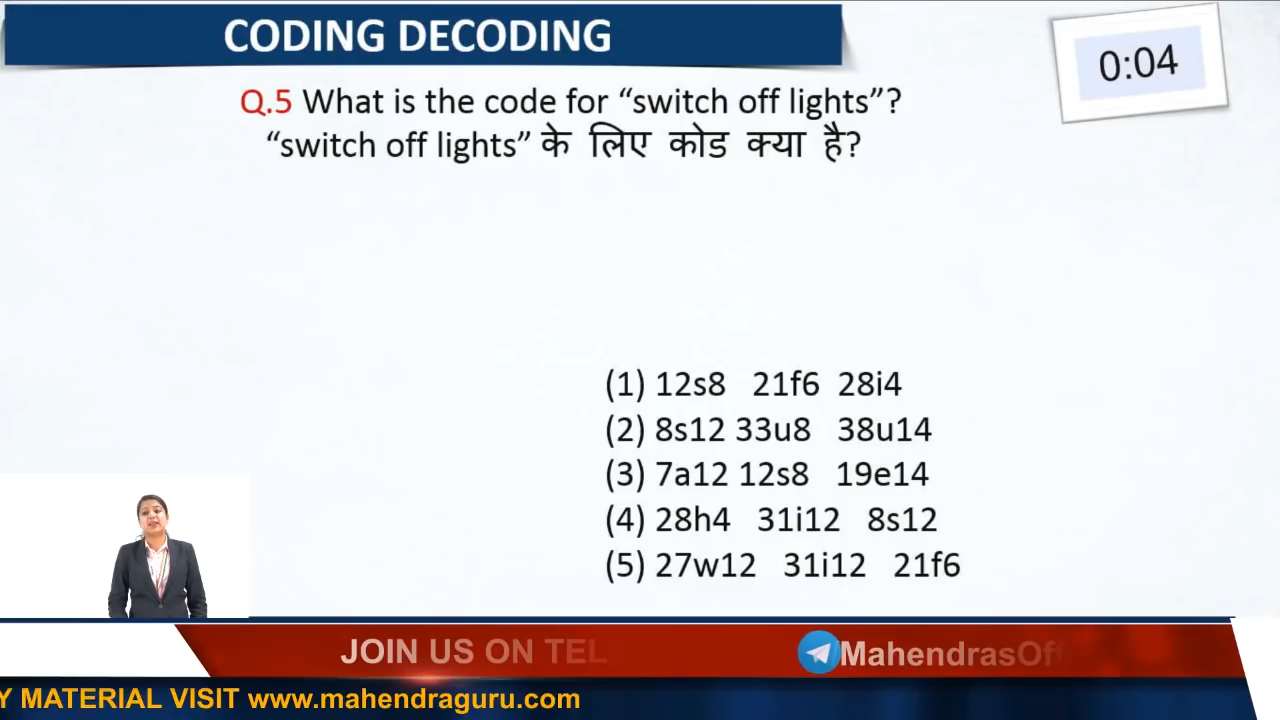 CODING DECODING
0:04
Q.5 What is the code for “switch off lights”?
“switch off lights” के लिए कोड क्या है?
(1) 12s8 21f6 28i4
(2) 8s12 33u8 38u14
(3) 7a12 12s8 19e14
(4) 28h4 31i12 8s12
(5) 27w12 31i12 21f6
JOIN US ON TEL
MahendrasOf
Y MATERIAL VISIT www.mahendraguru.com